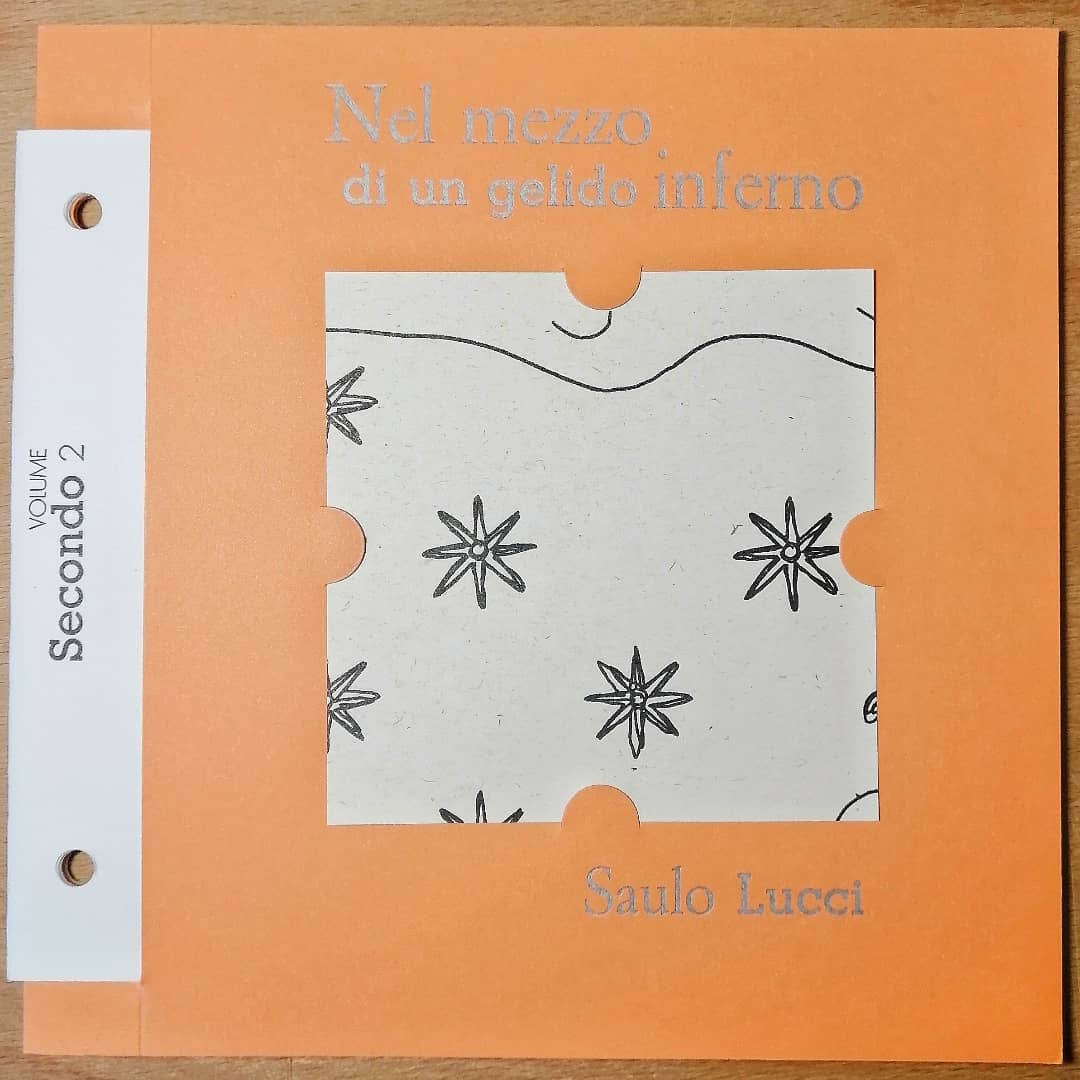 Nel mezzo
di un gelido inferno
VOLUME
Secondo 2
Saulo Lucci